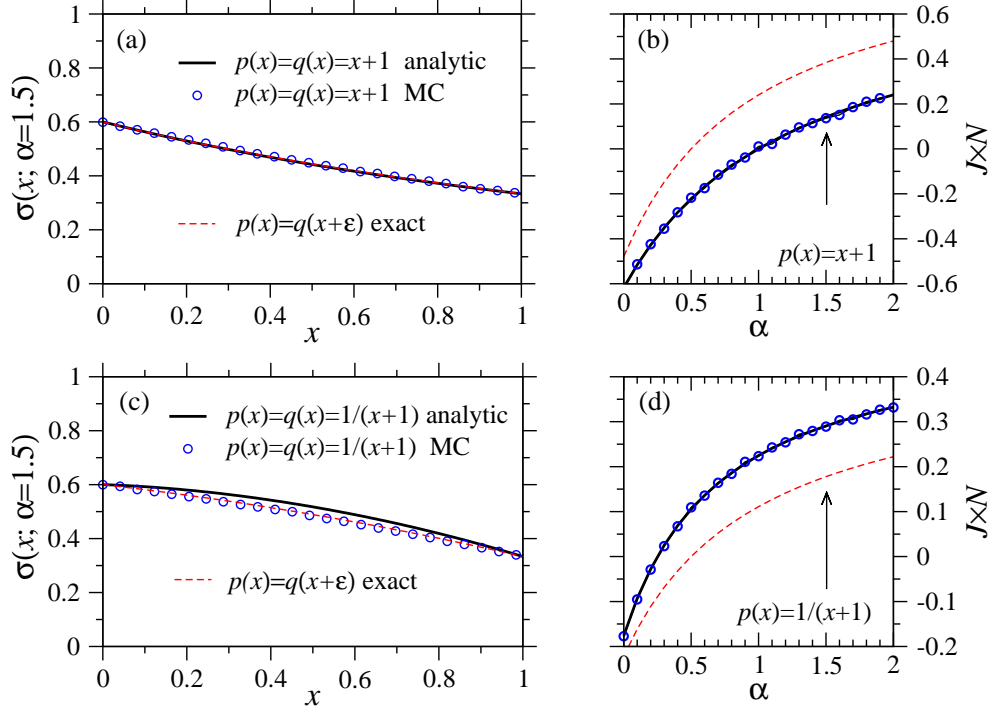 (a)
p(x)=q(x)=x+1 analytic
p(x)=q(x)=x+1 MC
p(x)=q(x+ε) exact
σ(x; α=1.5)
1
0.8
0.6
0.4
0.2
0
0 0.2 0.4 0.6 0.8 1
x
(b)
p(x)=x+1
0.6
0.4
0.2
0
-0.2
-0.4
-0.6
J×N
0 0.5 1 1.5 2
α
(c)
p(x)=q(x)=1/(x+1) analytic
p(x)=q(x)=1/(x+1) MC
p(x)=q(x+ε) exact
σ(x; α=1.5)
1
0.8
0.6
0.4
0.2
0
0 0.2 0.4 0.6 0.8 1
x
(d)
p(x)=1/(x+1)
0.4
0.3
0.2
0.1
0
-0.1
-0.2
J×N
0 0.5 1 1.5 2
α